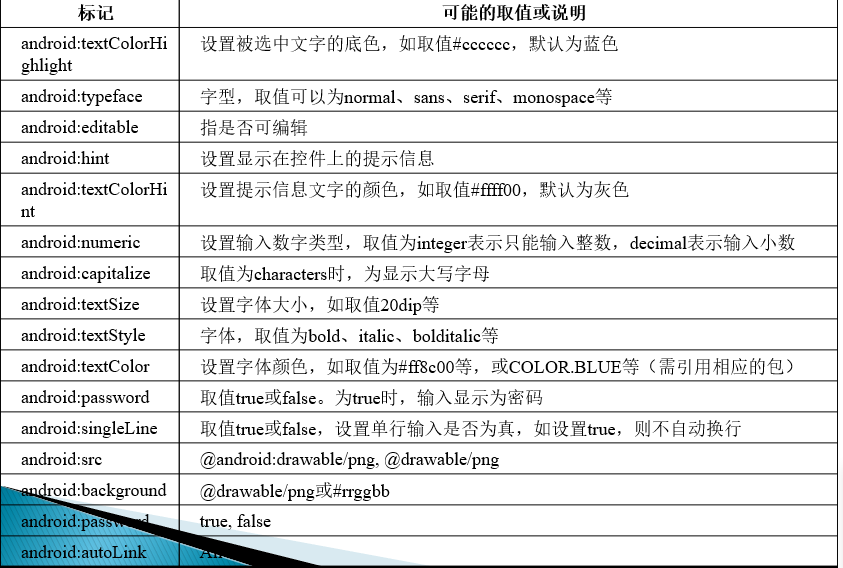 标记 可能的取值或说明
android:textColorHi 设置被选中文字的底色，如取值#cccccc，默认为蓝色
ghlight
android:typeface 字型，取值可以为normal、sans、serif、monospace等
android:editable 指是否可编辑
android:hint 设置显示在控件上的提示信息
android:textColorHi 设置提示信息文字的颜色，如取值#ffff00，默认为灰色
nt
android:numeric 设置输入数字类型，取值为integer表示只能输入整数，decimal表示输入小数
android:capitalize 取值为characters时，为显示大写字母
android:textSize 设置字体大小，如取值20dip等
android:textStyle 字体，取值为bold、italic、bolditalic等
android:textColor 设置字体颜色，如取值为#ff8c00等，或COLOR.BLUE等（需引用相应的包）
android:password 取值true或false。为true时，输入显示为密码
android:singleLine 取值true或false，设置单行输入是否为真，如设置true，则不自动换行
android:src @android:drawable/png, @drawable/png
android:background @drawable/png或#rrggbb
android:password true, false
android:autoLink